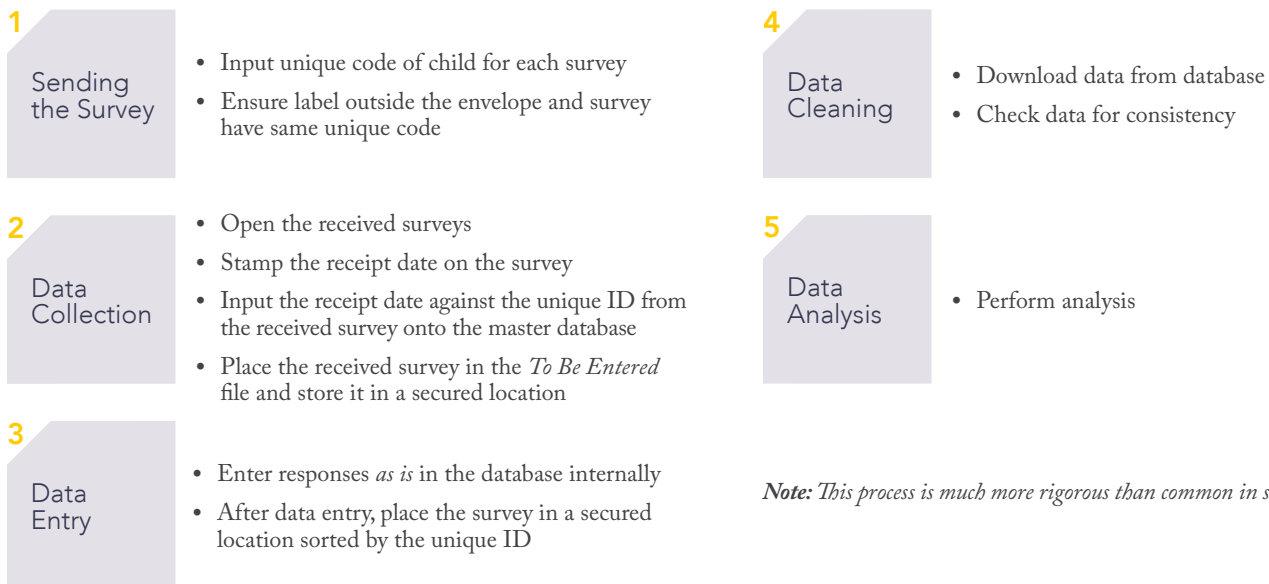 1
Sending
the Survey
• Input unique code of child for each survey
• Ensure label outside the envelope and survey
have same unique code
2
Data
Collection
• Open the received surveys
• Stamp the receipt date on the survey
• Input the receipt date against the unique ID from
the received survey onto the master database
• Place the received survey in the To Be Entered
file and store it in a secured location
3
Data
Entry
• Enter responses as is in the database internally
• After data entry, place the survey in a secured
location sorted by the unique ID
4
Data
Cleaning
• Download data from database
• Check data for consistency
5
Data
Analysis
• Perform analysis
Note: This process is much more rigorous than common in s